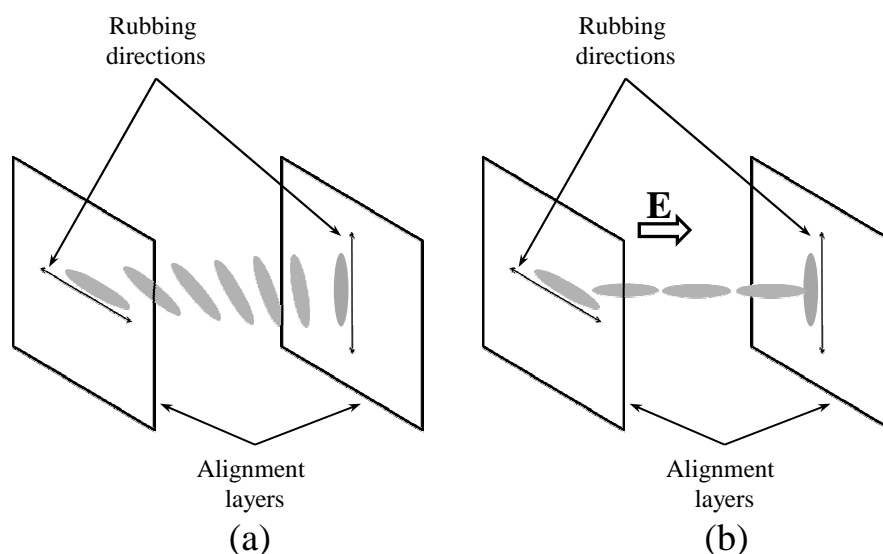 Rubbing
directions
Rubbing
directions
E
Alignment
layers
Alignment
layers
(a)
(b)